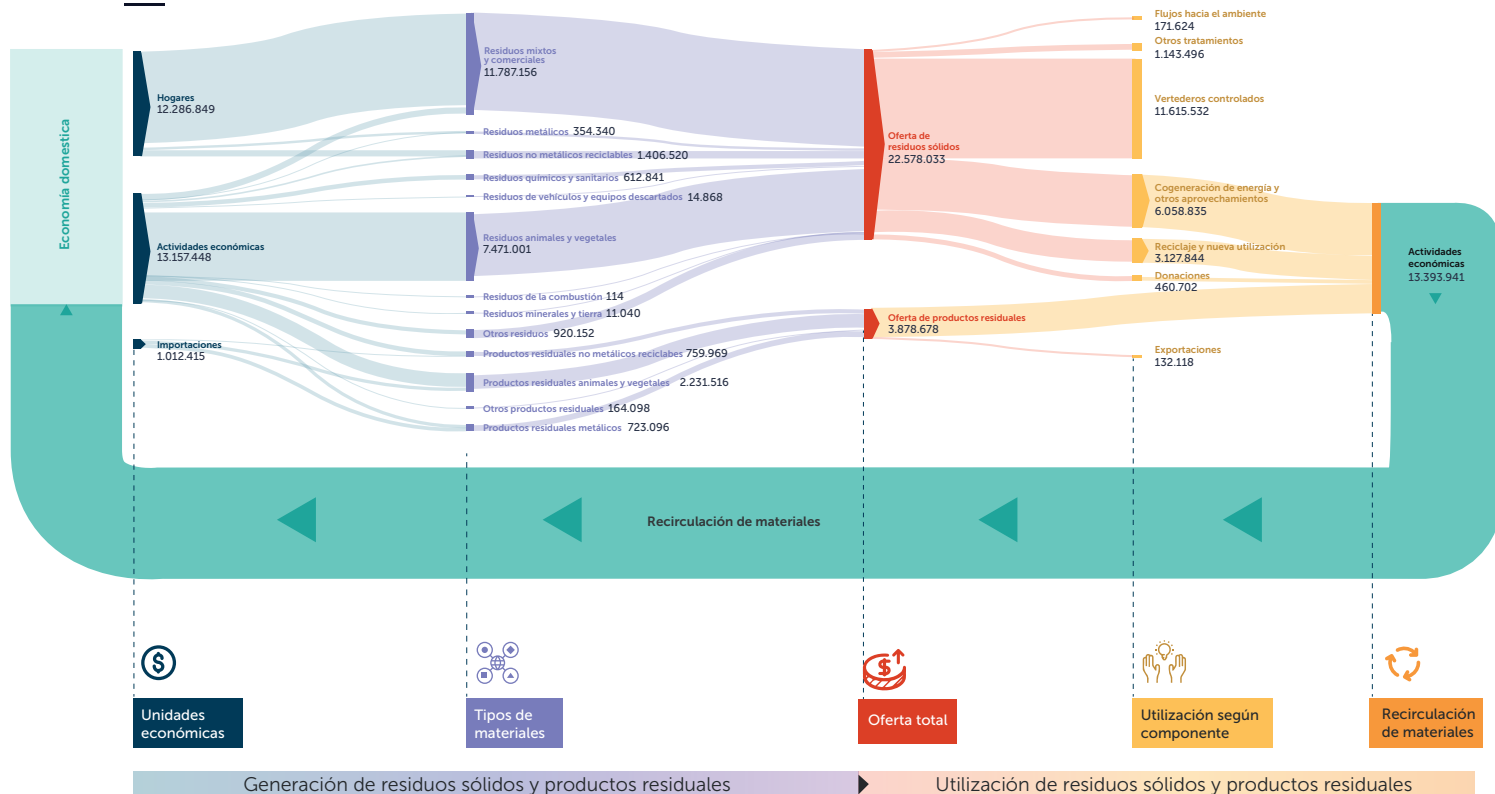 Economía doméstica
Hogares
12.286.849
Actividades económicas
13.157.448
Importaciones
1.012.415
Residuos mixtos
y comerciales
11.787.156
Residuos metálicos 354.340
Residuos no metálicos reciclables 1.406.520
Residuos químicos y sanitarios 612.841
Residuos de vehículos y equipos descartados 14.868
Residuos animales y vegetales
7.471.001
Residuos de la combustión 114
Residuos minerales y tierra 11.040
Otros residuos 920.152
Productos residuales no metálicos reciclabes 759.969
Productos residuales animales y vegetales 2.231.516
Otros productos residuales 164.098
Productos residuales metálicos 723.096
Oferta de
residuos sólidos
22.578.033
Oferta de productos residuales
3.878.678
Flujos hacia el ambiente
171.624
Otros tratamientos
1.143.496
Vertederos controlados
11.615.532
Cogeneración de energía y
otros aprovechamientos
6.058.835
Reciclaje y nueva utilización
3.127.844
Donaciones
460.702
Exportaciones
132.118
Actividades
económicas
13.393.941
Recirculación de materiales
Unidades
económicas
Tipos de
materiales
Oferta total
Utilización según
componente
Recirculación
de materiales
Generación de residuos sólidos y productos residuales
Utilización de residuos sólidos y productos residuales